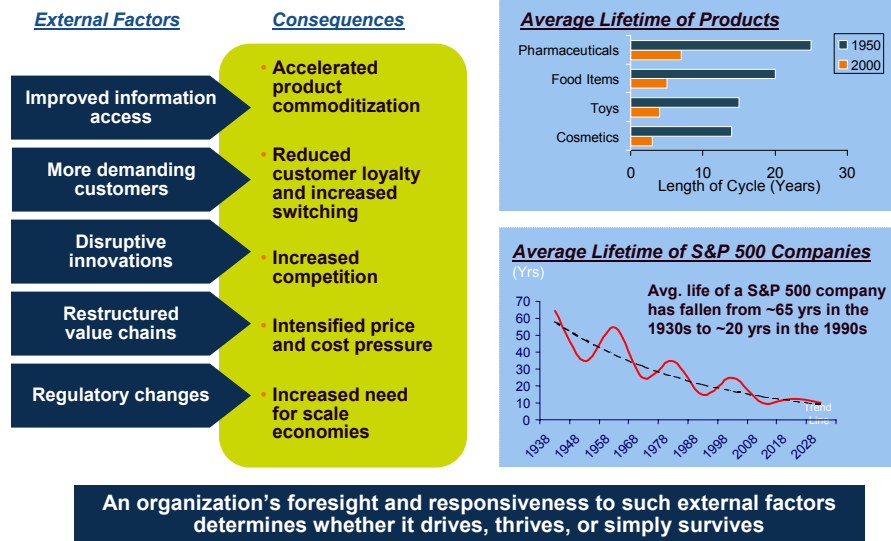 External Factors
Consequences
Improved information
access
More demanding
customers
Disruptive
innovations
Restructured
value chains
Regulatory changes
• Accelerated
product
commoditization
• Reduced
customer loyalty
and increased
switching
• Increased
competition
• Intensified price
and cost pressure
• Increased need
for scale
economies
Average Lifetime of Products
Pharmaceuticals
Food Items
Toys
Cosmetics
1950
2000
0 10 20 30
Length of Cycle (Years)
Average Lifetime of S&P 500 Companies
(Yrs)
Avg. life of a S&P 500 company
has fallen from ~65 yrs in the
1930s to ~20 yrs in the 1990s
70
60
50
40
30
20
10
0
Trend
Line
1938 1948 1958 1968 1978 1988 1998 2008 2018 2028
An organization’s foresight and responsiveness to such external factors
determines whether it drives, thrives, or simply survives